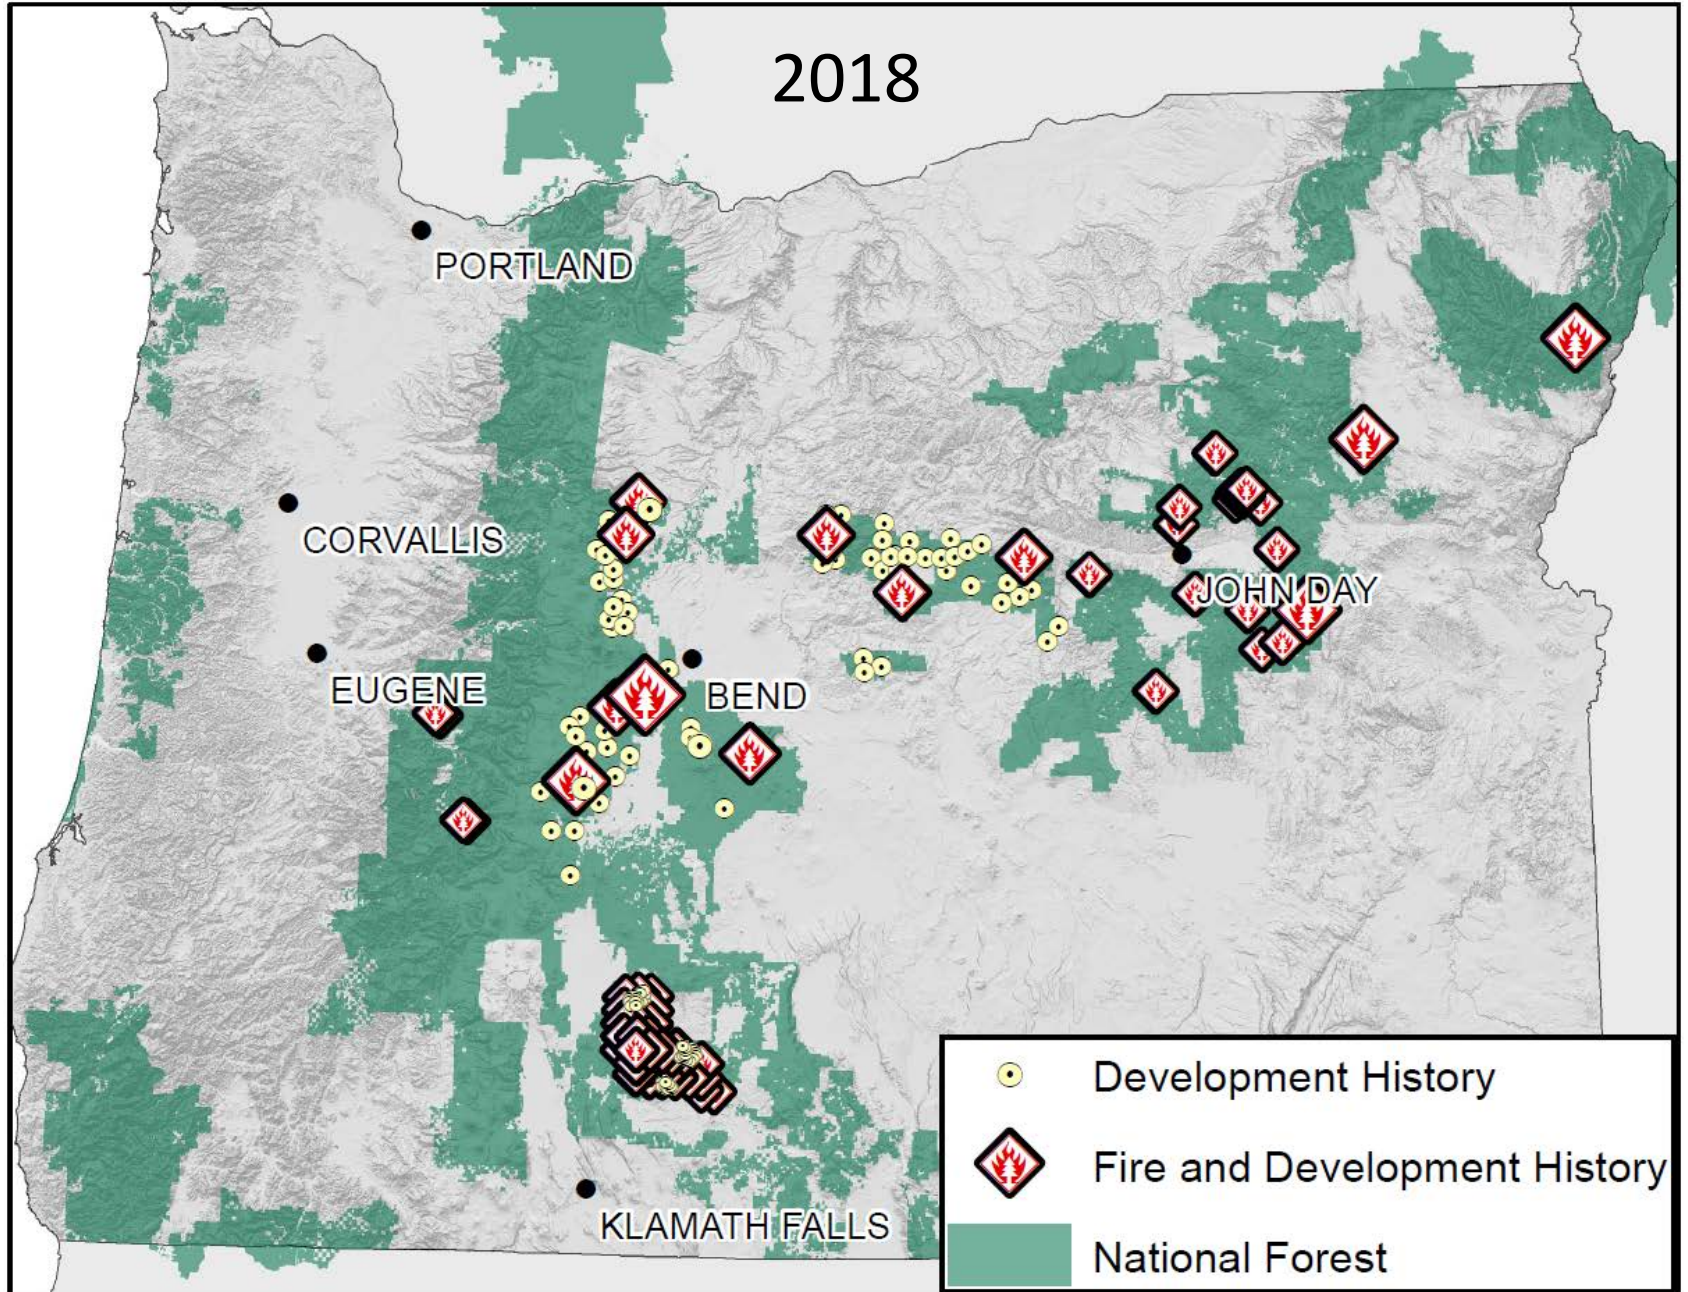 2018
PORTLAND
CORVALLIS
JOHN DAY
EUGENE
BEND
KLAMATH FALLS
Development History
Fire and Development History
National Forest